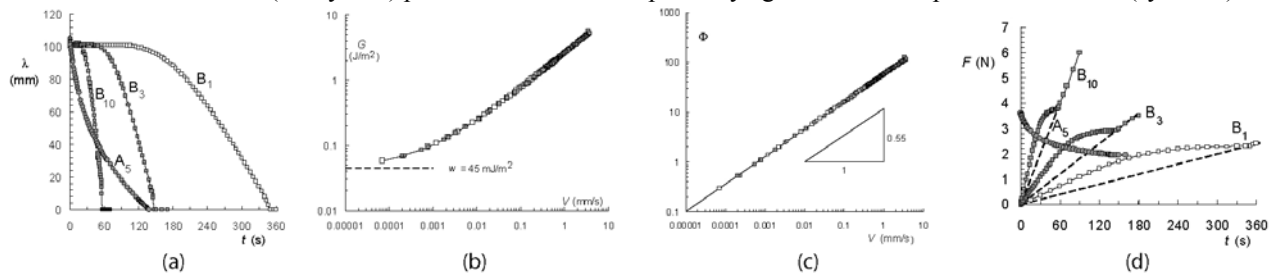 120
100
80
60
40
20
0
λ
(mm)
B10
B3
B1
A5
0 60 120 180 240 300 360
t (s)
(a)
10
1
0.1
0.01
G
(J/m²)
w = 45 mJ/m²
0.00001 0.0001 0.001 0.01 0.1 1 10
V (mm/s)
(b)
1000
100
10
1
0.1
Φ
0.55
1
0.00001 0.0001 0.001 0.01 0.1 1 10
V (mm/s)
(c)
8
7
6
5
4
3
2
1
0
F (N)
B10
A5
B3
B1
0 60 120 180 240 300 360
t (s)
(d)